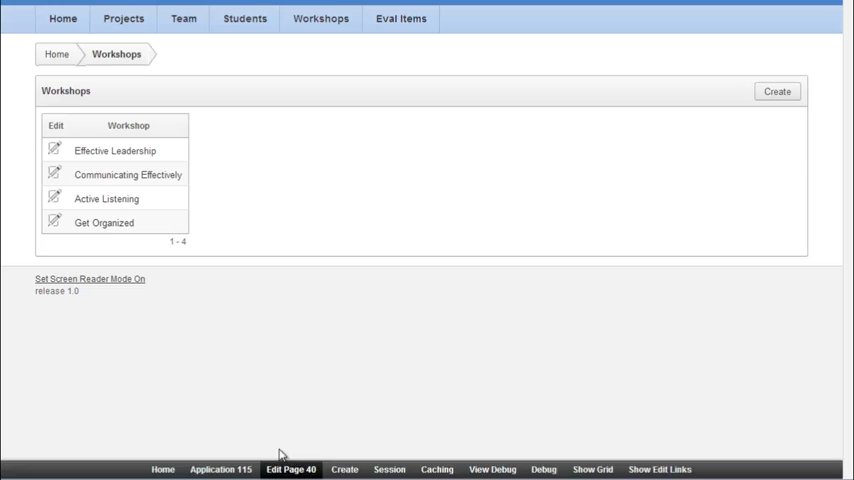 Home Projects Team Students Workshops Eval Items
Home Workshops
Workshops Create
Edit Workshop
Effective Leadership
Communicating Effectively
Active Listening
Get Organized
1 - 4
Set Screen Reader Mode On
release 1.0
Home Application 115 Edit Page 40 Create Session Caching View Debug Debug Show Grid Show Edit Links